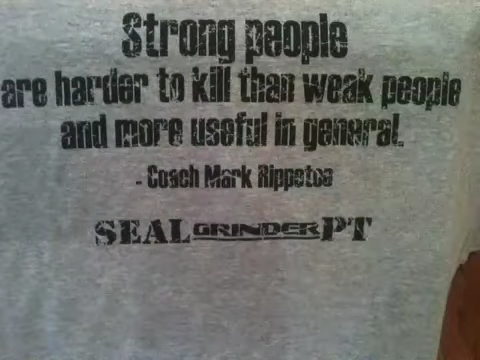 Strong people
are harder to kill than weak people
and more useful in general.
- Coach Mark Rippetoe
SEAL GRINDER PT